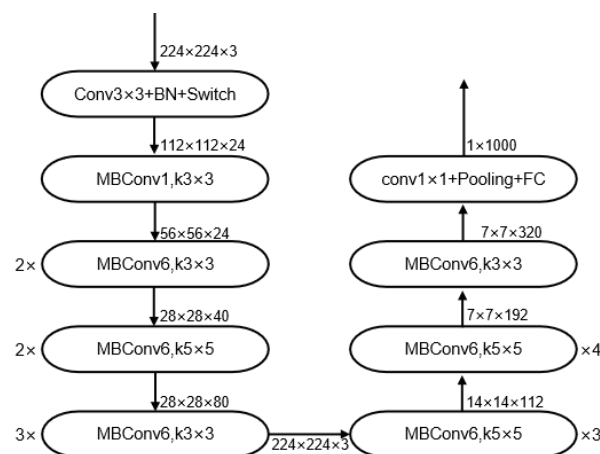 224×224×3
Conv3×3+BN+Switch
112×112×24
MBConv1,k3×3
56×56×24
2× MBConv6,k3×3
28×28×40
2× MBConv6,k5×5
28×28×80
3× MBConv6,k3×3
224×224×3
MBConv6,k5×5 ×3
14×14×112
MBConv6,k5×5 ×4
7×7×192
MBConv6,k3×3
7×7×320
conv1×1+Pooling+FC
1×1000